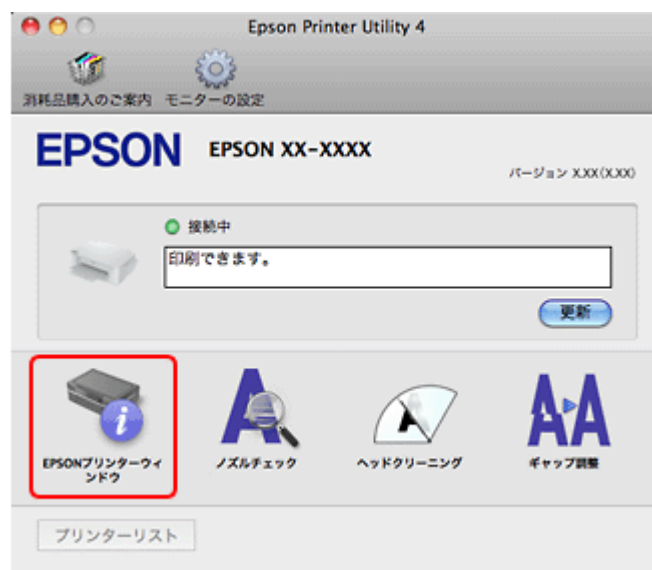 Epson Printer Utility 4
消耗品購入のご案内 モニターの設定
EPSON EPSON XX-XXXX
バージョン X.XX(X.XX)
接続中
印刷できます。
更新
EPSONプリンターウィ
ンドウ
ノズルチェック
ヘッドクリーニング
ギャップ調整
プリンターリスト